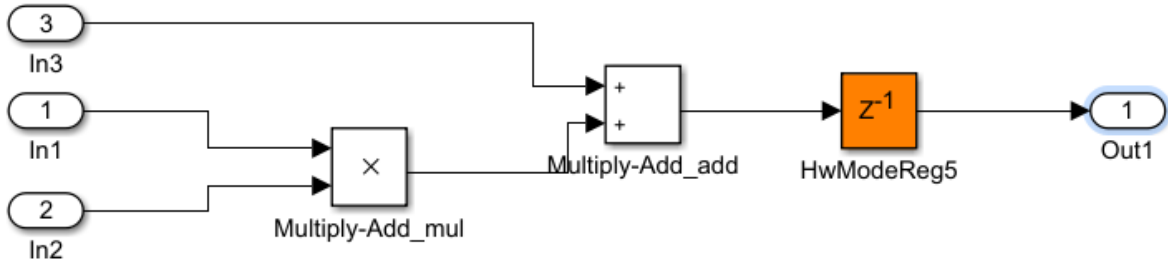 3
In3
1
In1
2
In2
×
Multiply-Add_mul
+
+
Multiply-Add_add
Z-1
HwModeReg5
1
Out1